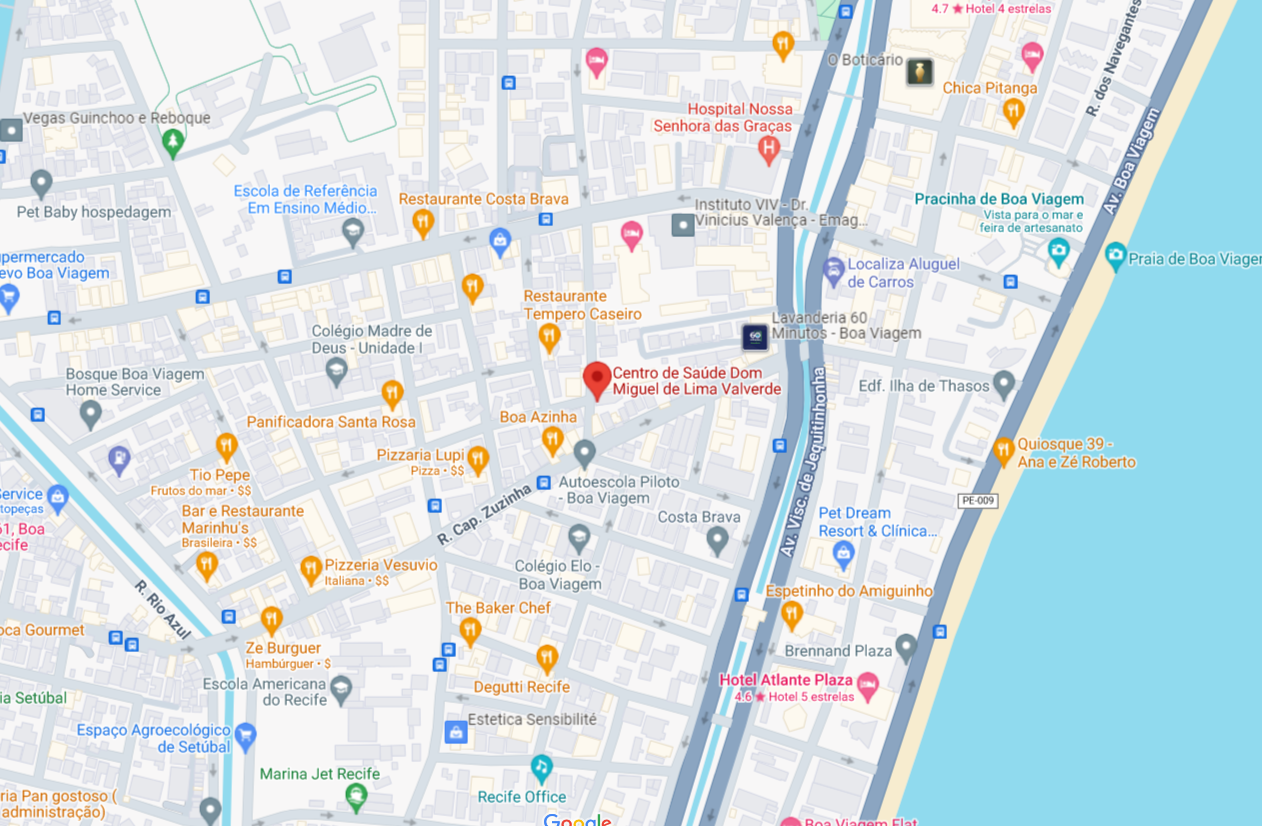 4.7 ★ Hotel 4 estrelas
O Boticário
R. dos Navegantes
Chica Pitanga
Hospital Nossa
Senhora das Graças
Vegas Guinchoo e Reboque
Av. Boa Viagem
Escola de Referência
Em Ensino Médio...
Restaurante Costa Brava
Pet Baby hospedagem
Instituto VIV - Dr.
Vinicius Valença - Emag...
Pracinha de Boa Viagem
Vista para o mar e
feira de artesanato
upermercado
evo Boa Viagem
Localiza Aluguel
de Carros
Praia de Boa Viagem
Restaurante
Tempero Caseiro
Lavanderia 60
Minutos - Boa Viagem
60
Colégio Madre de
Deus - Unidade I
Bosque Boa Viagem
Home Service
Centro de Saúde Dom
Miguel de Lima Valverde
Edf. Ilha de Thasos
Panificadora Santa Rosa
Boa Azinha
Av. Visc. de Jequitinhonha
Quiosque 39 -
Ana e Zé Roberto
Pizzaria Lupi
Pizza • $$
Tio Pepe
Frutos do mar • $$
Autoescola Piloto
- Boa Viagem
R. Cap. Zuzinha
PE-009
Service
topeças
Bar e Restaurante
Marinhu's
Brasileira • $$
Costa Brava
Pet Dream
Resort & Clínica...
61, Boa
ecife
Pizzeria Vesuvio
Italiana • $$
Colégio Elo -
Boa Viagem
R. Rio Azul
Espetinho do Amiguinho
The Baker Chef
oca Gourmet
Ze Burguer
Hambúrguer • $
Brennand Plaza
Degutti Recife
Hotel Atlante Plaza
4.6 ★ Hotel 5 estrelas
Escola Americana
do Recife
ia Setúbal
Estetica Sensibilité
Espaço Agroecológico
de Setúbal
Marina Jet Recife
Recife Office
ria Pan gostoso (
administração)
Google
Boa Viagem Flat